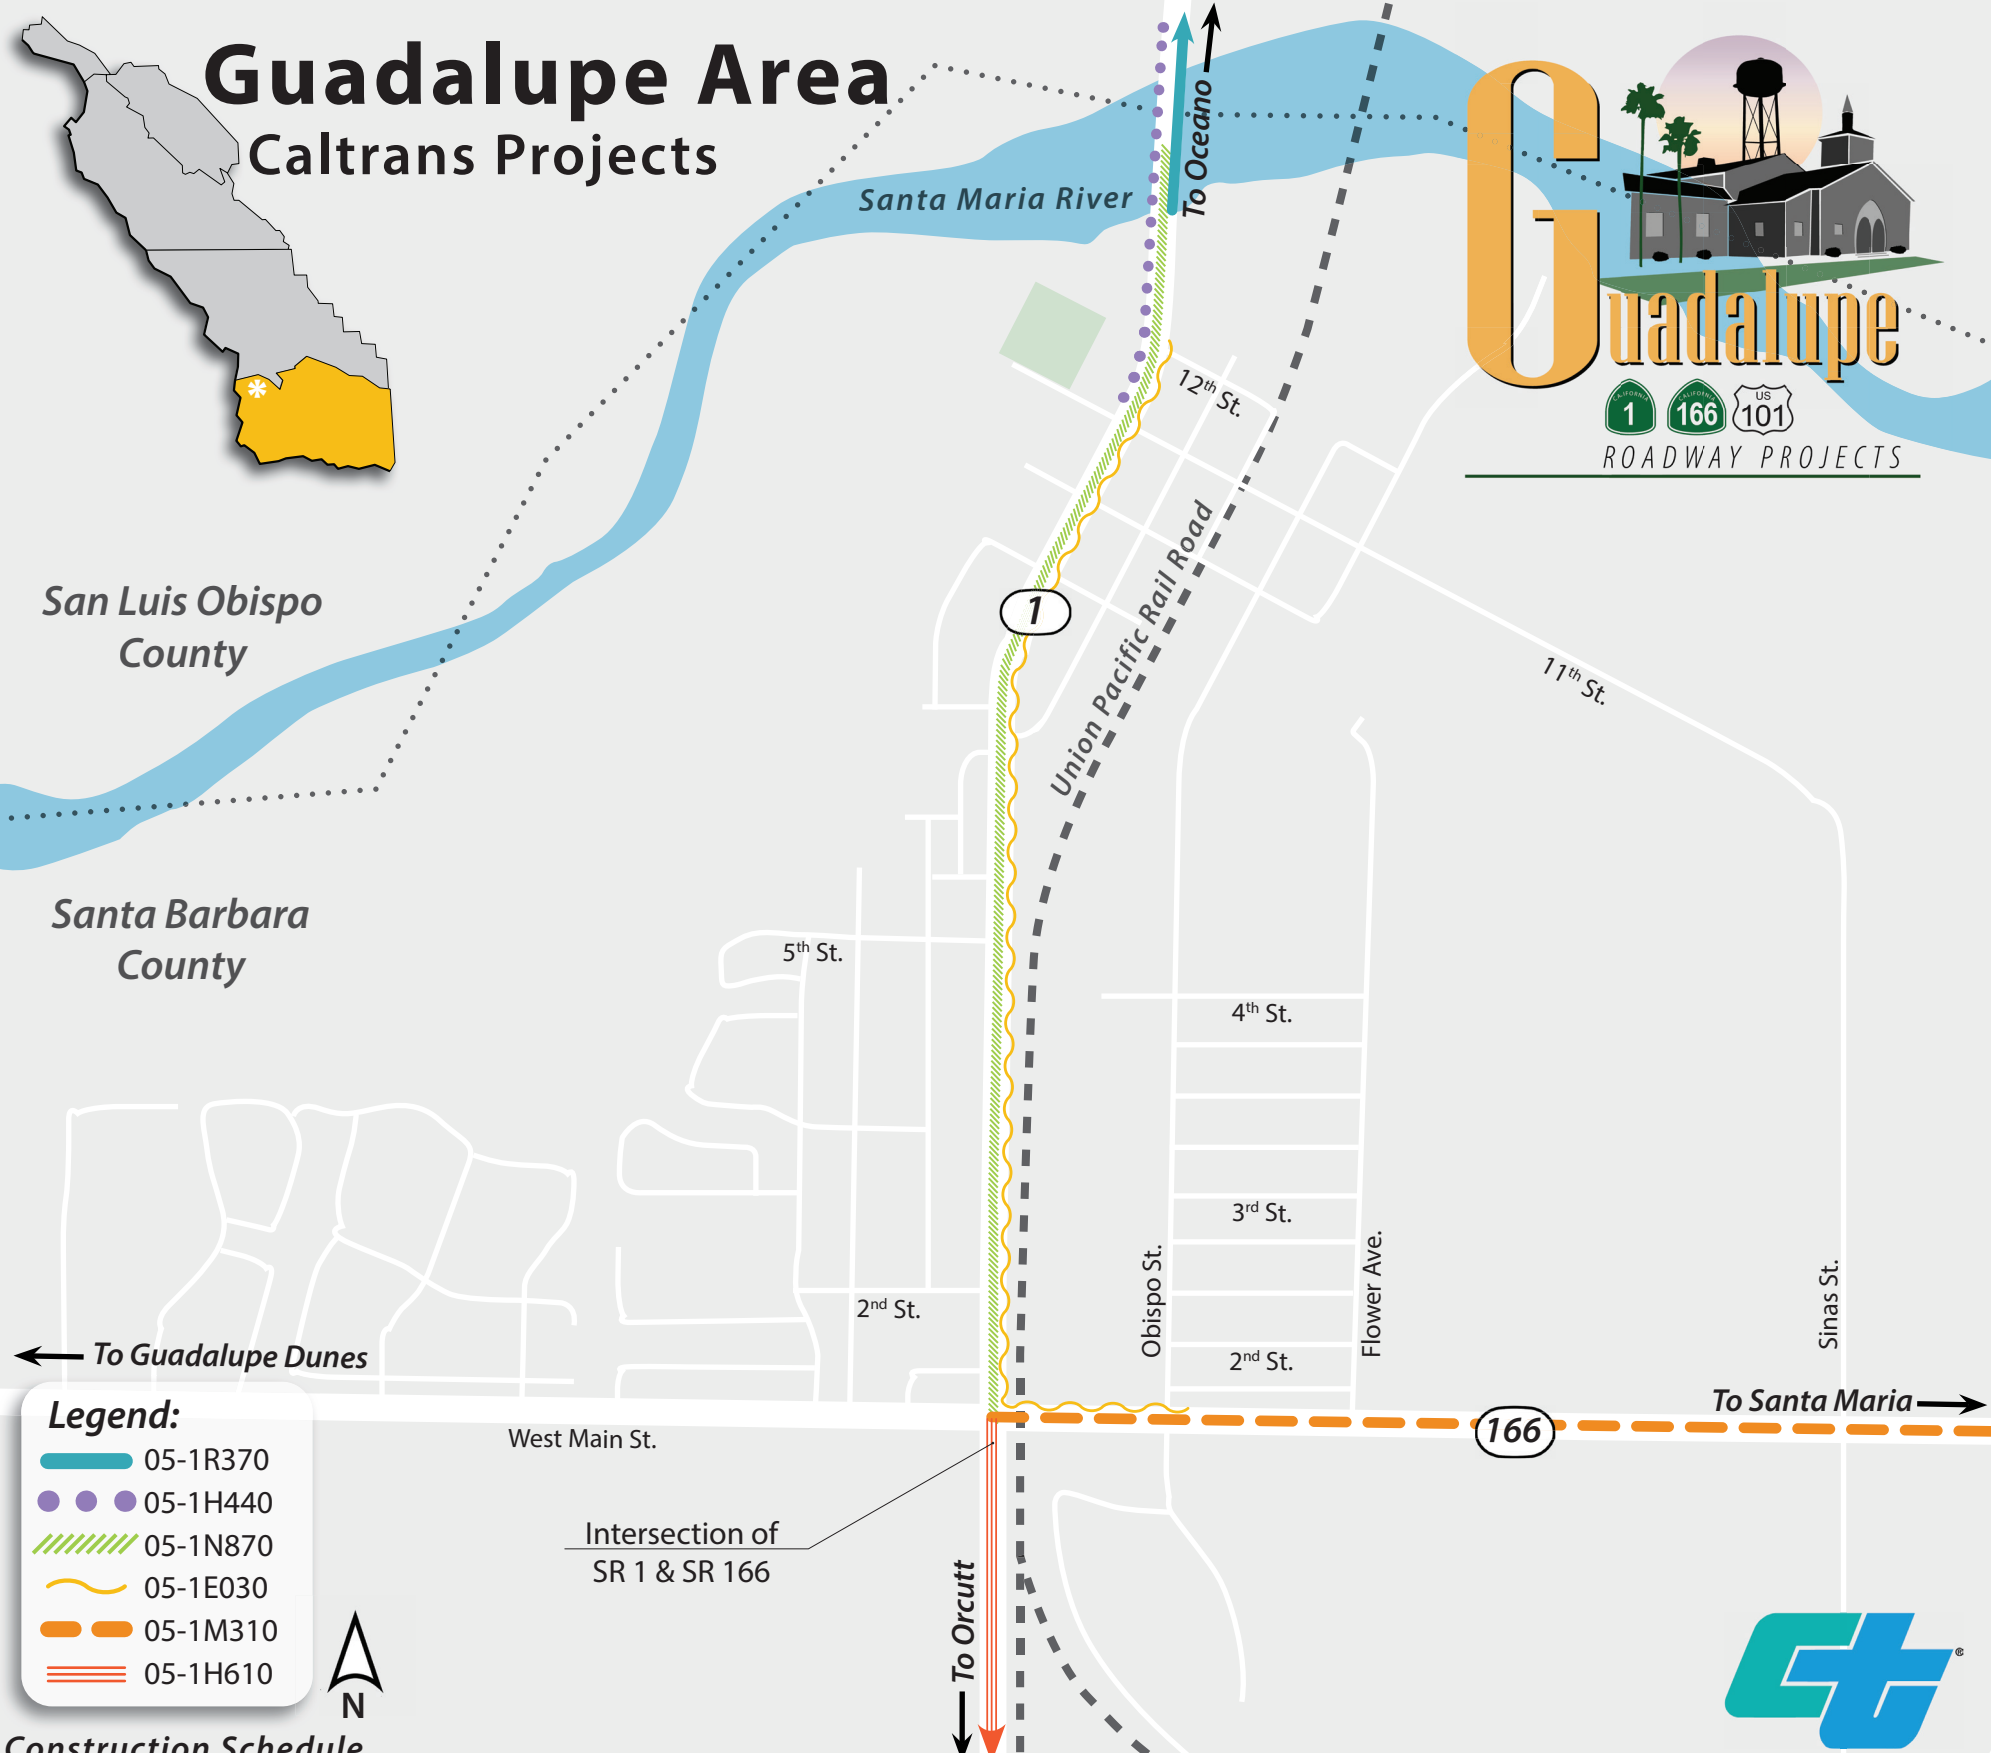 Guadalupe Area
Caltrans Projects
To Oceano
Santa Maria River
Guadalupe
CALIFORNIA
1
CALIFORNIA
166
US
101
ROADWAY PROJECTS
12th St.
Union Pacific Rail Road
San Luis Obispo
County
1
11th St.
Santa Barbara
County
5th St.
4th St.
3rd St.
Obispo St.
Flower Ave.
Sinas St.
2nd St.
2nd St.
To Guadalupe Dunes
To Santa Maria
West Main St.
166
Legend:
05-1R370
05-1H440
05-1N870
05-1E030
05-1M310
05-1H610
Intersection of
SR 1 & SR 166
To Orcutt
N
Construction Schedule
Ct
®